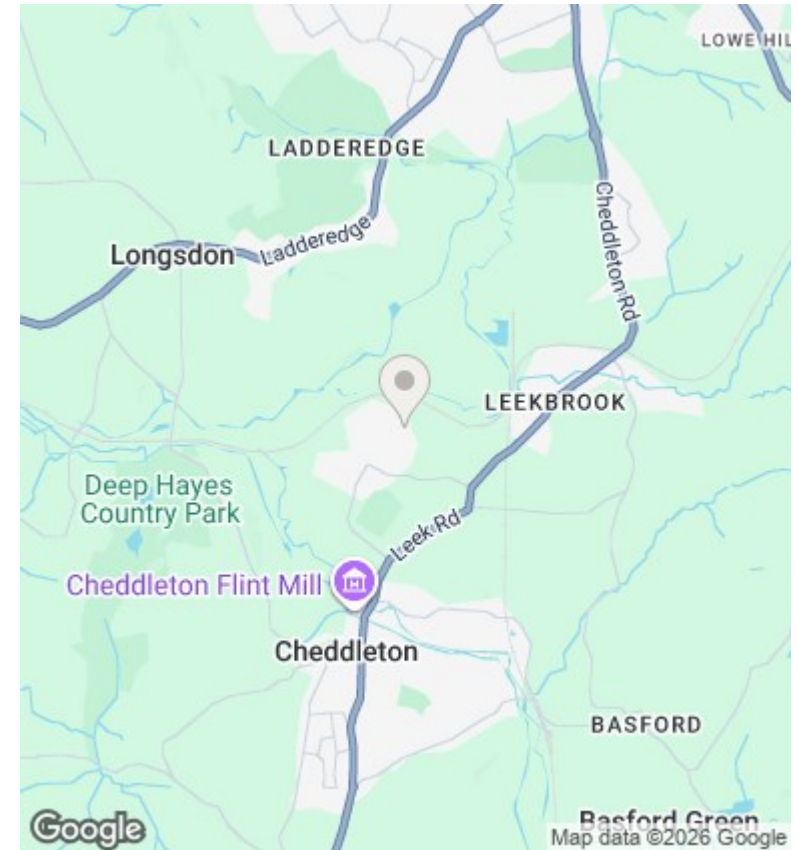 LOWE HIL
LADDEREDGE
Ladderedge
Longsdon
Cheddleton Rd
LEEKBROOK
Deep Hayes
Country Park
Leek Rd
Cheddleton Flint Mill
Cheddleton
BASFORD
Basford Green
Google
Map data ©2026 Google